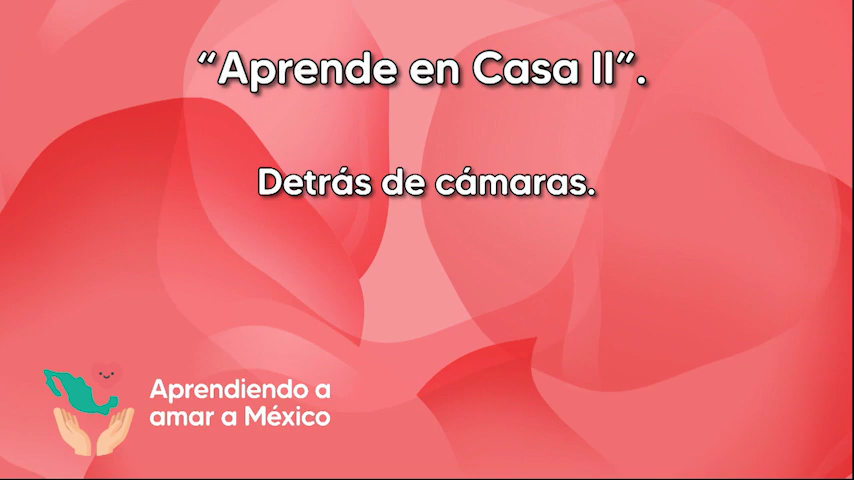 “Aprende en Casa II”.
Detrás de cámaras.
Aprendiendo a
amar a México